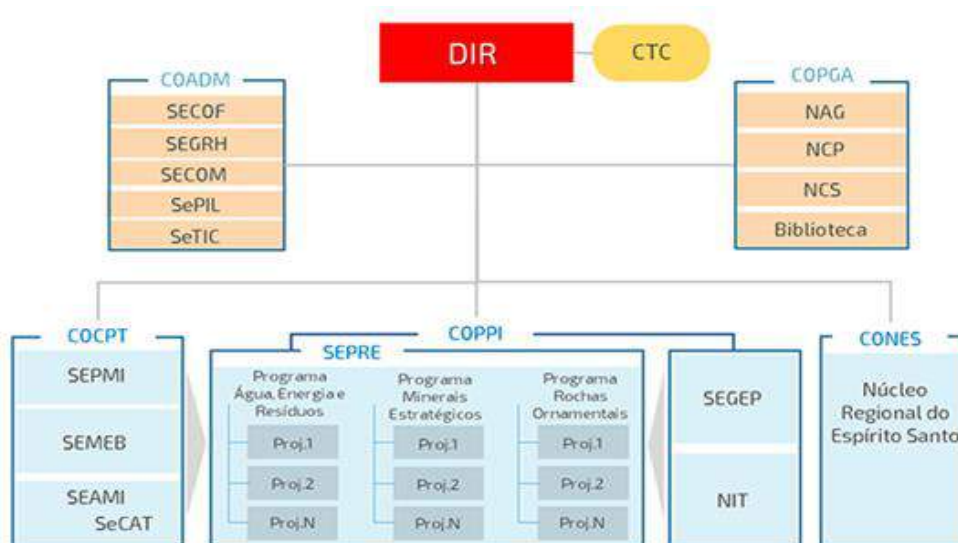 DIR
CTC
COADM
SECOF
SEGRH
SECOM
SePIL
SeTIC
COPGA
NAG
NCP
NCS
Biblioteca
COCPT
SEPMI
SEMEB
SEAMI
SeCAT
COPPI
SEPRE
Programa
Água, Energia e
Resíduos
Proj.1
Proj.2
Proj.N
Programa
Minerais
Estratégicos
Proj.1
Proj.2
Proj.N
Programa
Rochas
Ornamentais
Proj.1
Proj.2
Proj.N
SEGEP
NIT
CONES
Núcleo
Regional do
Espírito Santo